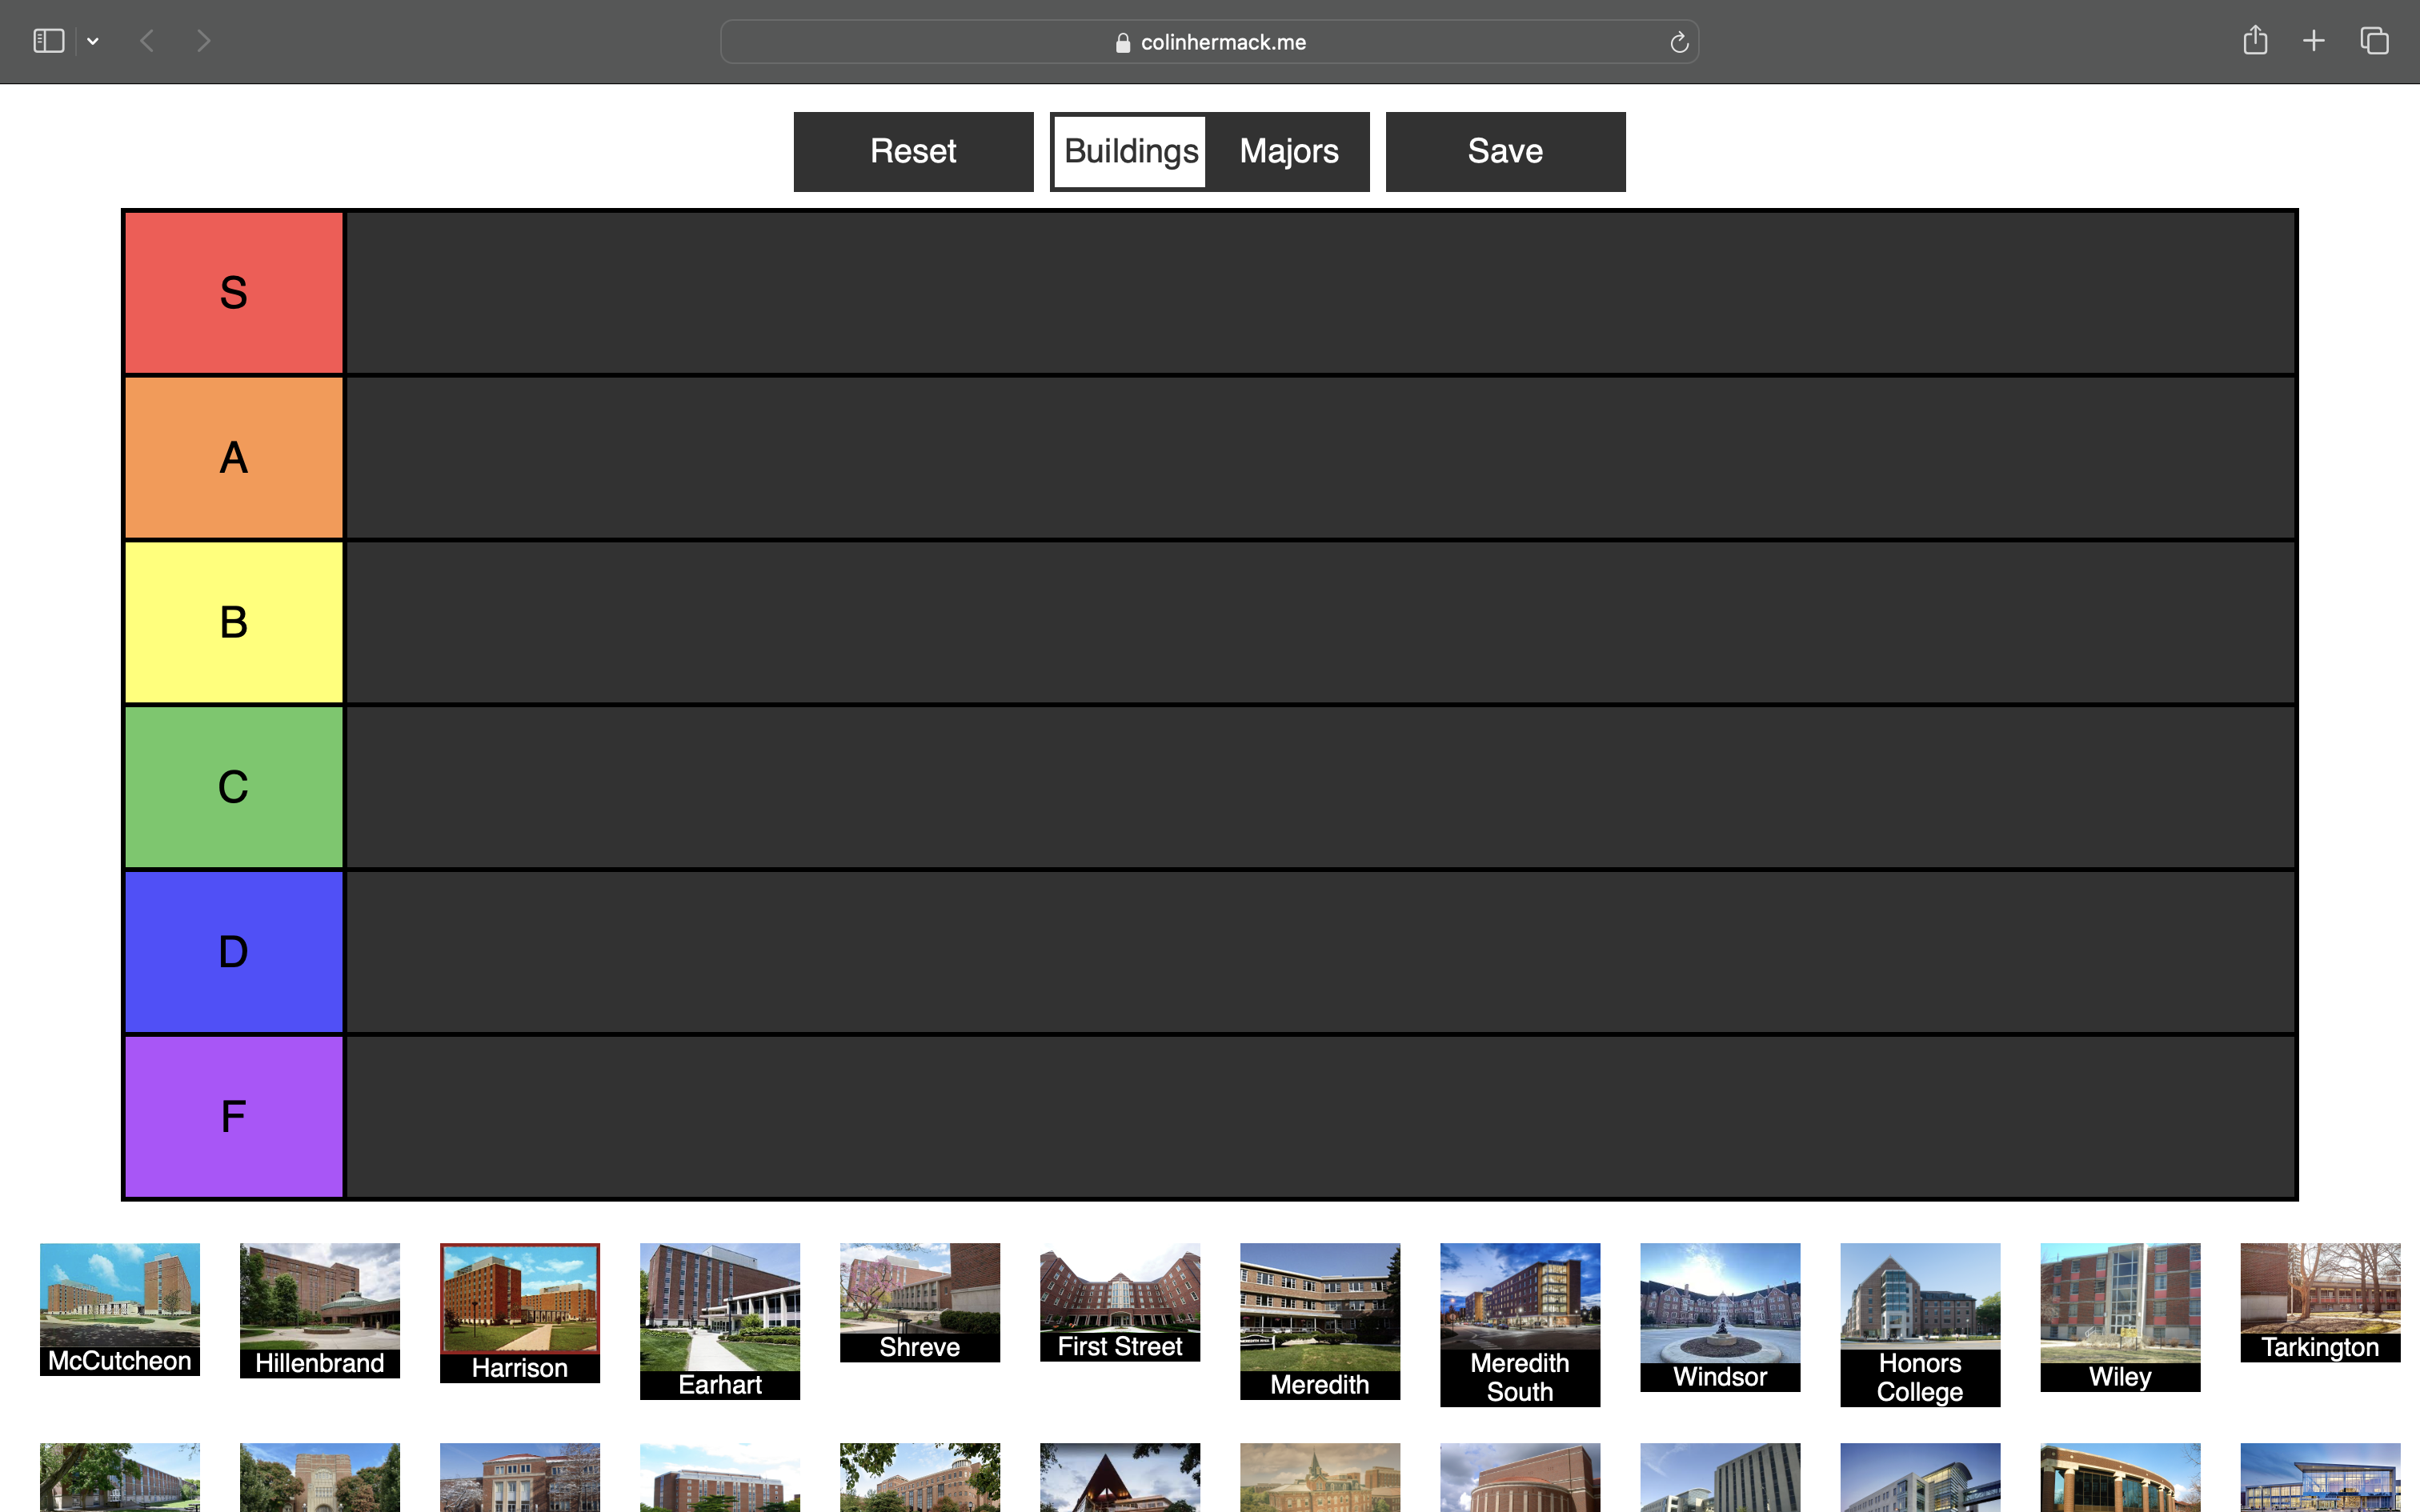 colinhermack.me
Reset
Buildings
Majors
Save
S
A
B
C
D
F
McCutcheon
Hillenbrand
Harrison
Earhart
Shreve
First Street
Meredith
Meredith
South
Windsor
Honors
College
Wiley
Tarkington